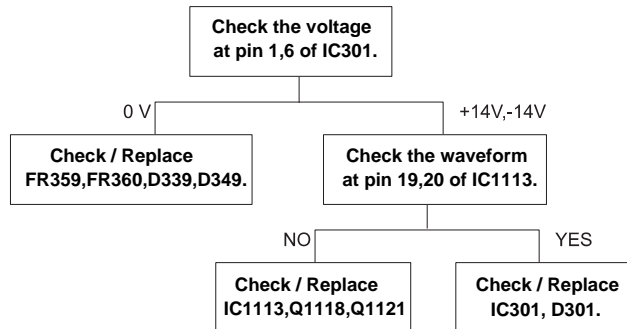 Check the voltage
at pin 1,6 of IC301.
0 V
+14V,-14V
Check / Replace
FR359,FR360,D339,D349.
Check the waveform
at pin 19,20 of IC1113.
NO
YES
Check / Replace
IC1113,Q1118,Q1121
Check / Replace
IC301, D301.